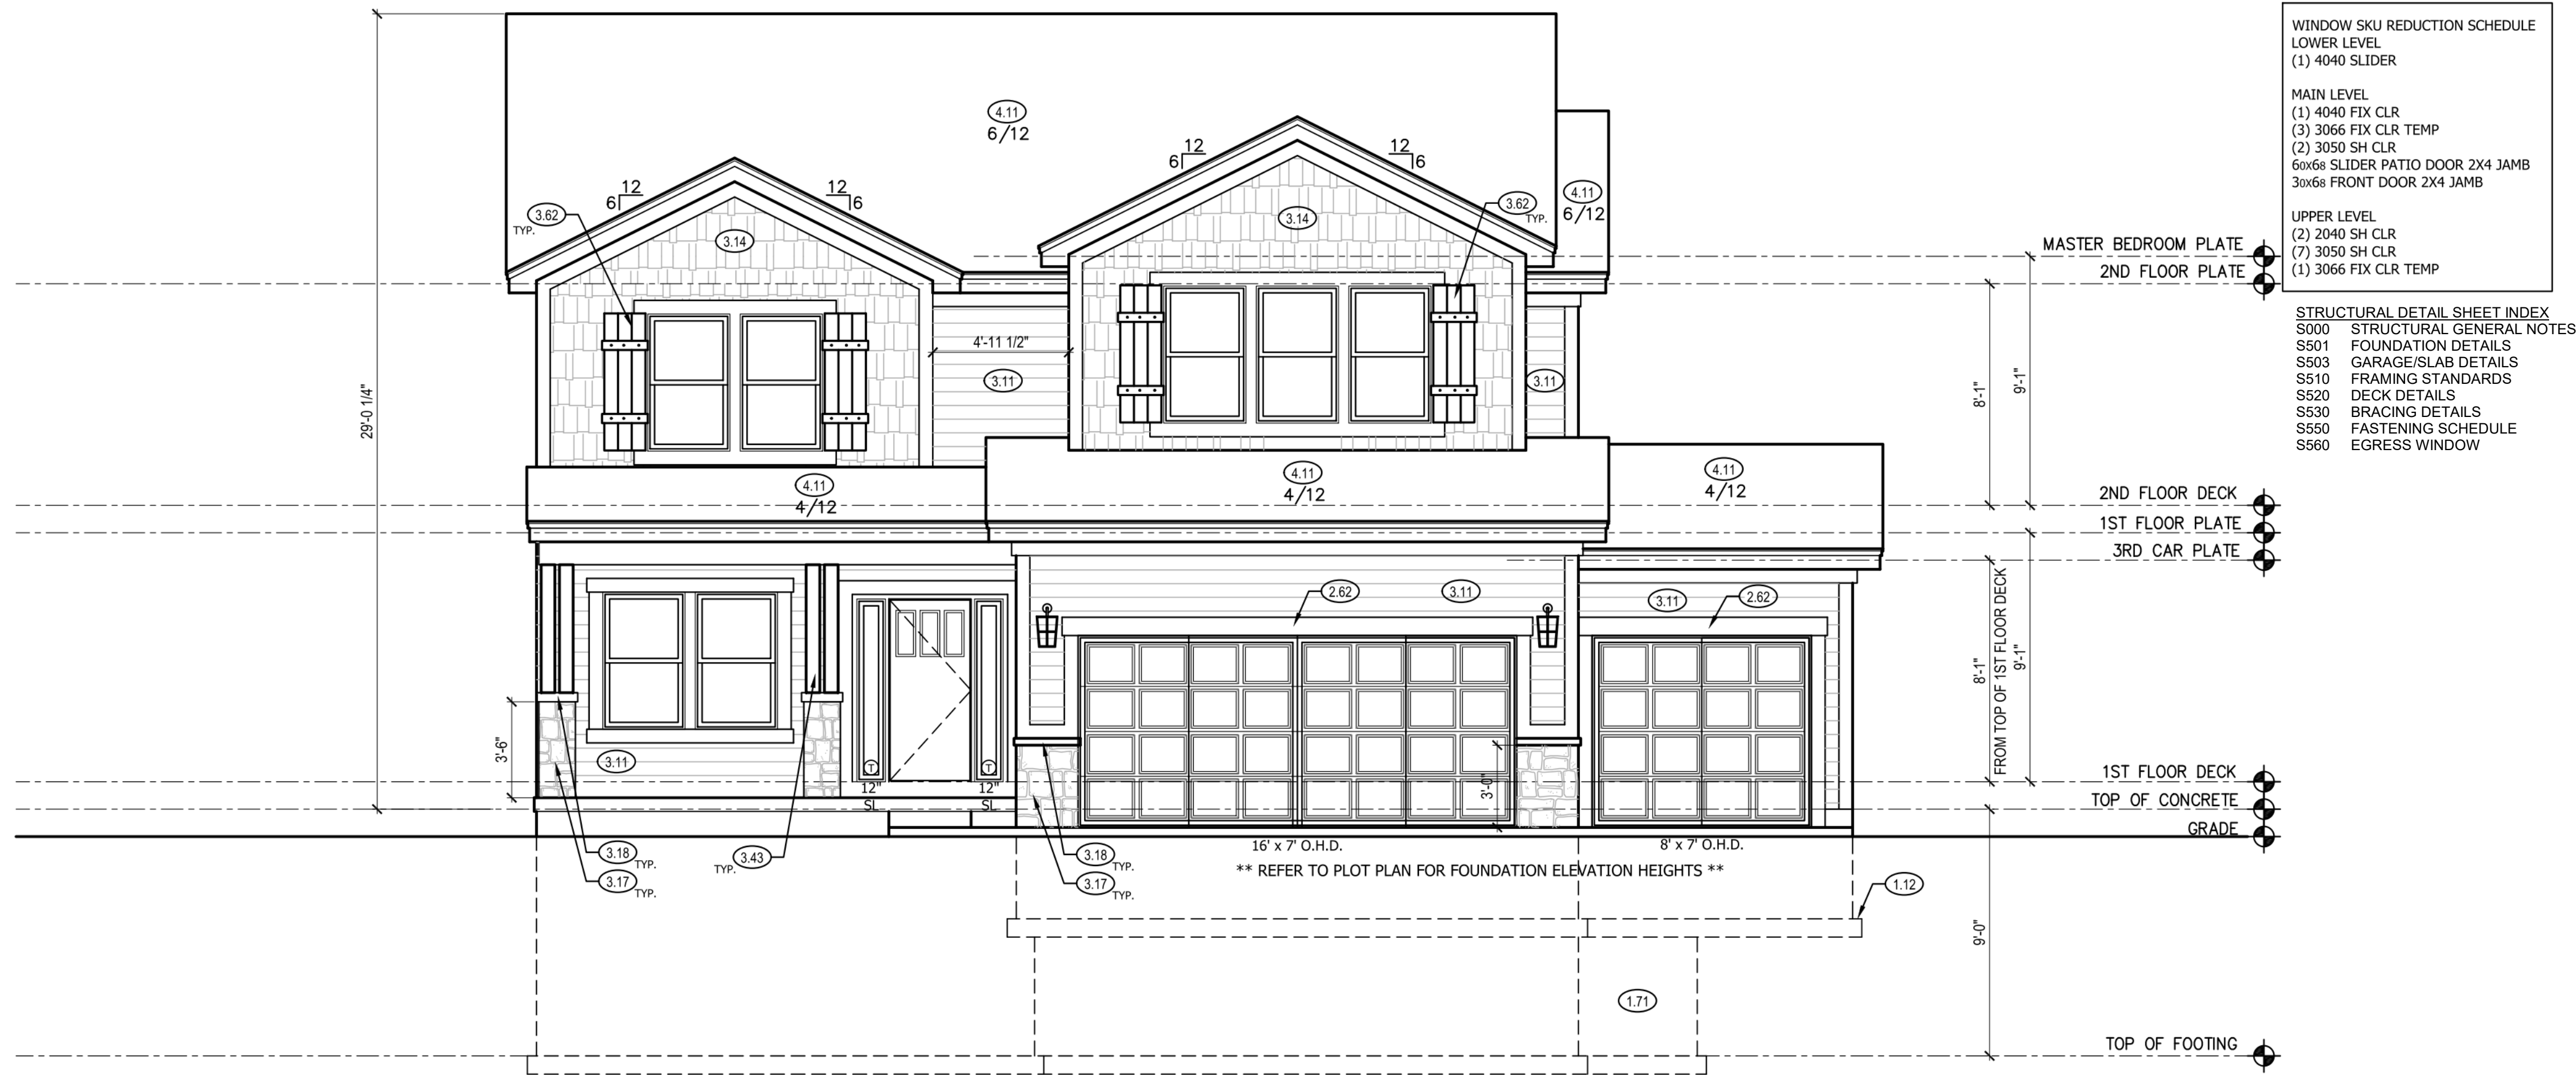 WINDOW SKU REDUCTION SCHEDULE
LOWER LEVEL
(1) 4040 SLIDER
MAIN LEVEL
(1) 4040 FIX CLR
(3) 3066 FIX CLR TEMP
(2) 3050 SH CLR
60x68 SLIDER PATIO DOOR 2X4 JAMB
30x68 FRONT DOOR 2X4 JAMB
UPPER LEVEL
(2) 2040 SH CLR
(7) 3050 SH CLR
(1) 3066 FIX CLR TEMP
STRUCTURAL DETAIL SHEET INDEX
S000 STRUCTURAL GENERAL NOTES
S501 FOUNDATION DETAILS
S503 GARAGE/SLAB DETAILS
S510 FRAMING STANDARDS
S520 DECK DETAILS
S530 BRACING DETAILS
S550 FASTENING SCHEDULE
S560 EGRESS WINDOW
4.11
6/12
12
6
12
6
12
6
12
6
3.62
TYP.
3.62
TYP.
4.11
6/12
3.14
3.14
MASTER BEDROOM PLATE
2ND FLOOR PLATE
29'-0 1/4"
4'-11 1/2"
3.11
3.11
8'-1"
9'-1"
4.11
4/12
4.11
4/12
4.11
4/12
2ND FLOOR DECK
1ST FLOOR PLATE
3RD CAR PLATE
2.62
3.11
3.11
2.62
8'-1"
FROM TOP OF 1ST FLOOR DECK
9'-1"
3'-6"
3.11
T
T
12"
SL
12"
SL
3'-0"
1ST FLOOR DECK
TOP OF CONCRETE
GRADE
3.18
TYP.
3.17
TYP.
3.43
TYP.
3.18
TYP.
3.17
TYP.
16' x 7' O.H.D.
8' x 7' O.H.D.
** REFER TO PLOT PLAN FOR FOUNDATION ELEVATION HEIGHTS **
1.12
9'-0"
1.71
TOP OF FOOTING